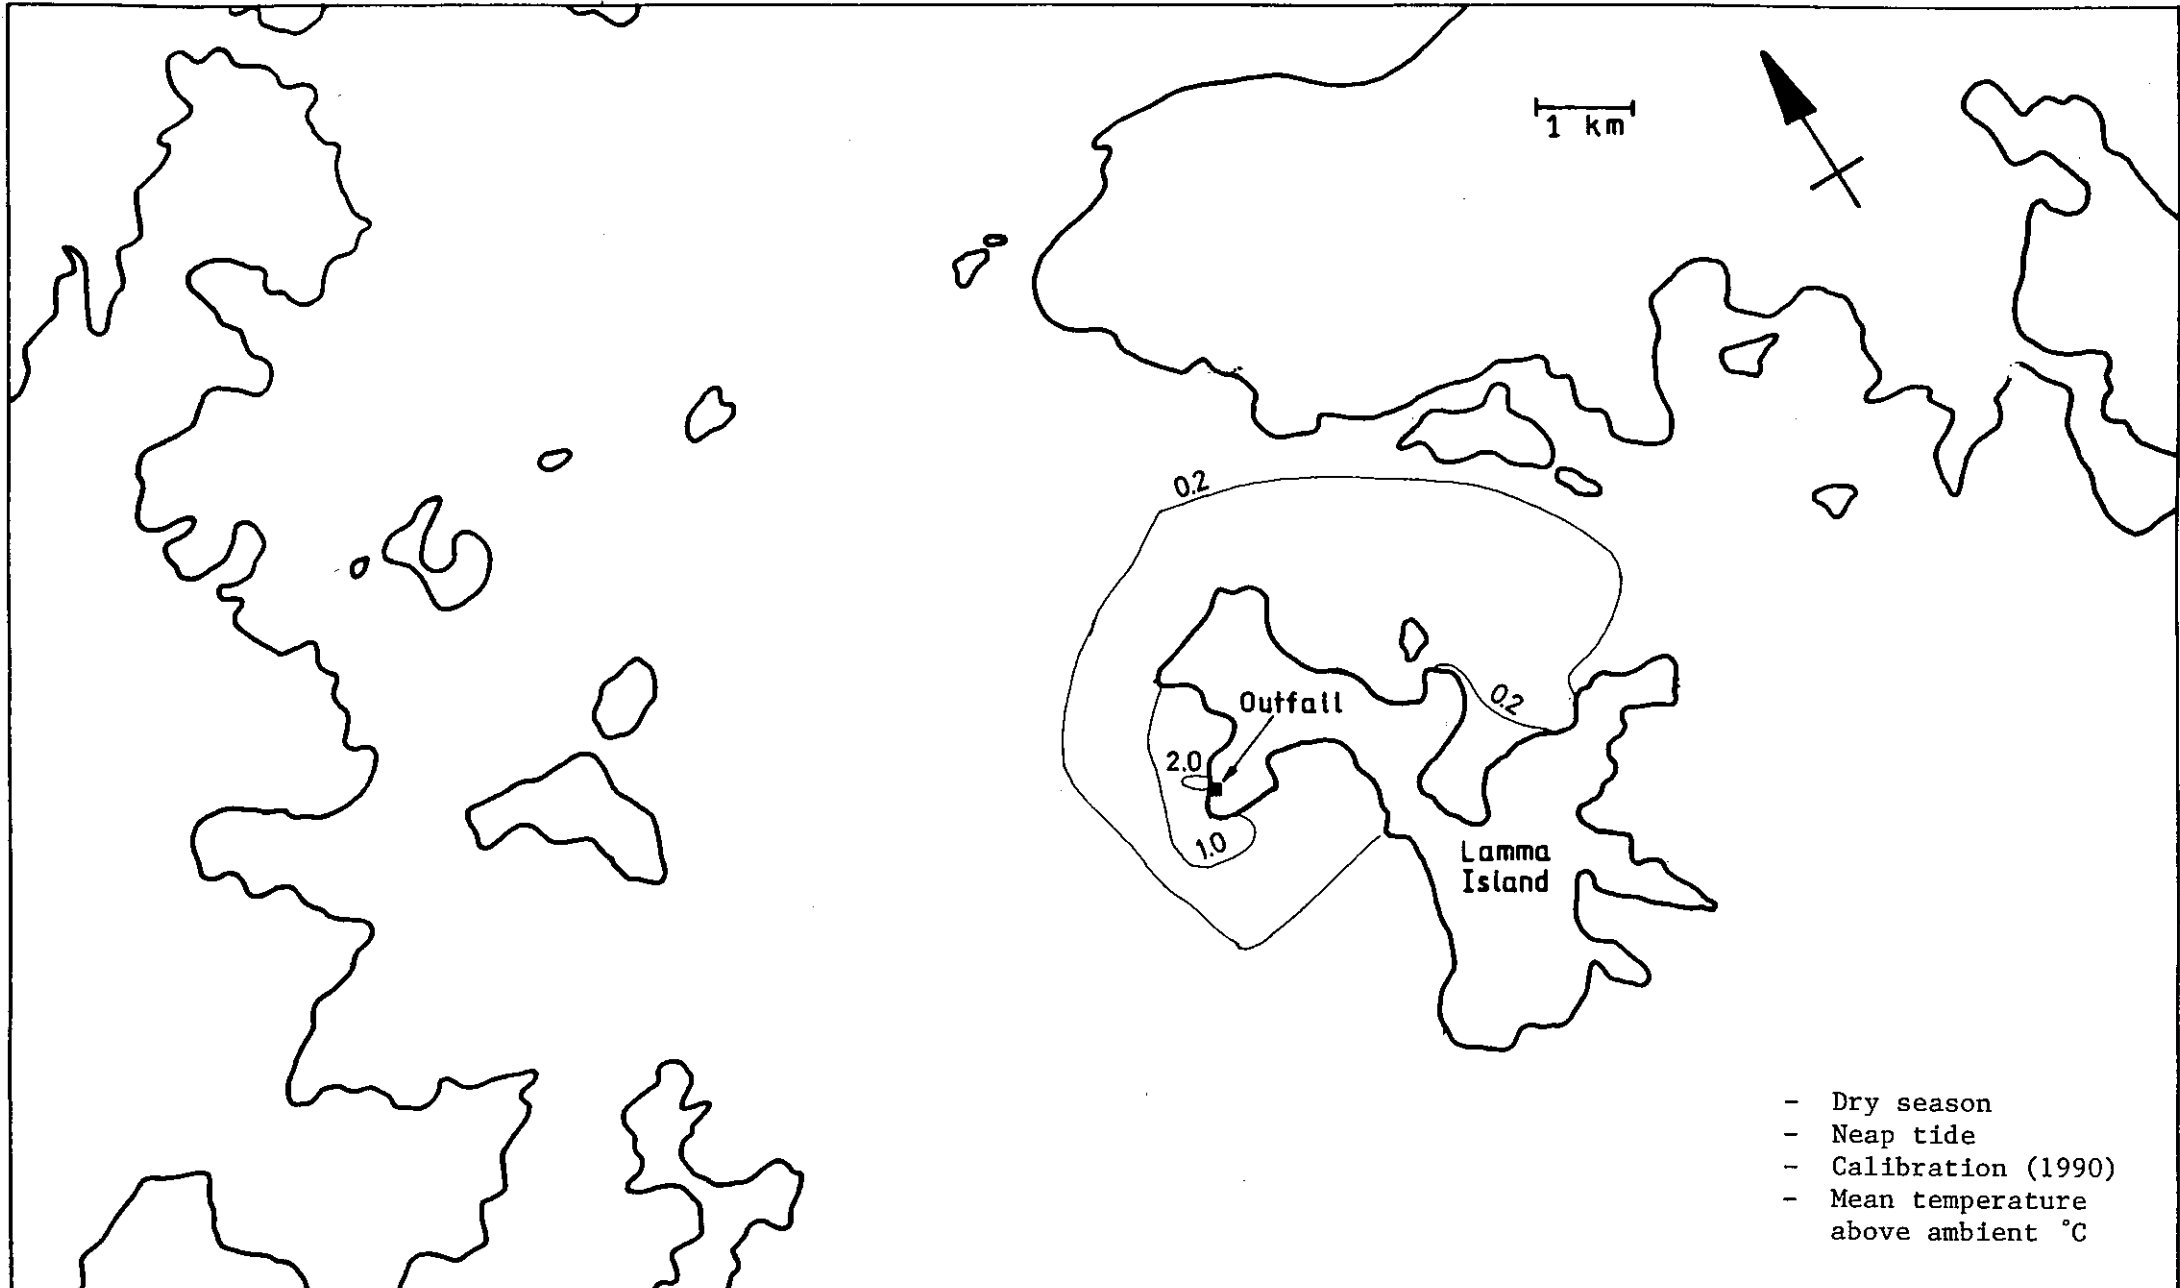 1 km
0.2
0.2
Outfall
2.0
1.0
Lamma
Island
- Dry season
- Neap tide
- Calibration (1990)
- Mean temperature
above ambient °C